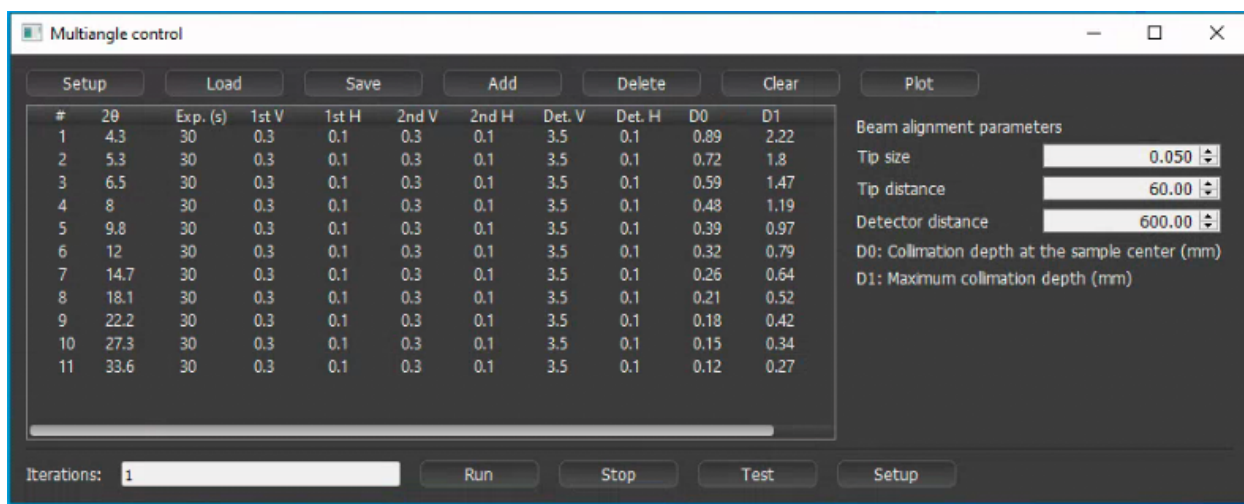 Multiangle control
Setup Load Save Add Delete Clear Plot
# 2θ Exp. (s) 1st V 1st H 2nd V 2nd H Det. V Det. H D0 D1
1 4.3 30 0.3 0.1 0.3 0.1 3.5 0.1 0.89 2.22
2 5.3 30 0.3 0.1 0.3 0.1 3.5 0.1 0.72 1.8
3 6.5 30 0.3 0.1 0.3 0.1 3.5 0.1 0.59 1.47
4 8 30 0.3 0.1 0.3 0.1 3.5 0.1 0.48 1.19
5 9.8 30 0.3 0.1 0.3 0.1 3.5 0.1 0.39 0.97
6 12 30 0.3 0.1 0.3 0.1 3.5 0.1 0.32 0.79
7 14.7 30 0.3 0.1 0.3 0.1 3.5 0.1 0.26 0.64
8 18.1 30 0.3 0.1 0.3 0.1 3.5 0.1 0.21 0.52
9 22.2 30 0.3 0.1 0.3 0.1 3.5 0.1 0.18 0.42
10 27.3 30 0.3 0.1 0.3 0.1 3.5 0.1 0.15 0.34
11 33.6 30 0.3 0.1 0.3 0.1 3.5 0.1 0.12 0.27
Beam alignment parameters
Tip size 0.050
Tip distance 60.00
Detector distance 600.00
D0: Collimation depth at the sample center (mm)
D1: Maximum collimation depth (mm)
Iterations: 1 Run Stop Test Setup